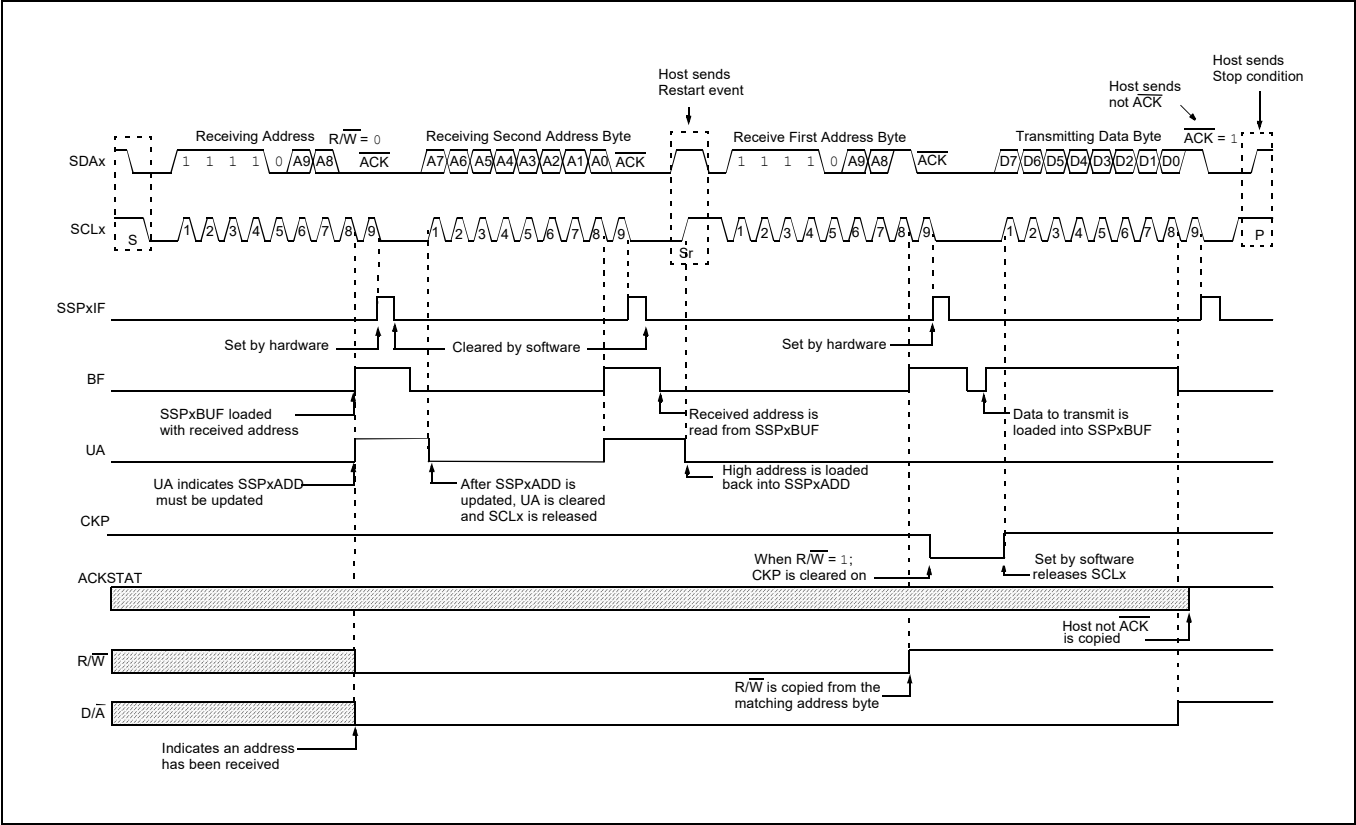 Host sends
Restart event
Host sends
Stop condition
Host sends
not A̅C̅K̅
Receiving Address R/W̅ = 0
Receiving Second Address Byte
Receive First Address Byte
Transmitting Data Byte
A̅C̅K̅ = 1
SDAx 1 1 1 1 0 A9 A8 A̅C̅K̅ A7 A6 A5 A4 A3 A2 A1 A0 A̅C̅K̅ 1 1 1 1 0 A9 A8 A̅C̅K̅ D7 D6 D5 D4 D3 D2 D1 D0
SCLx S 1 2 3 4 5 6 7 8 9 1 2 3 4 5 6 7 8 9 Sr 1 2 3 4 5 6 7 8 9 1 2 3 4 5 6 7 8 9 P
SSPxIF
Set by hardware
Cleared by software
Set by hardware
BF
SSPxBUF loaded
with received address
Received address is
read from SSPxBUF
Data to transmit is
loaded into SSPxBUF
UA
UA indicates SSPxADD
must be updated
After SSPxADD is
updated, UA is cleared
and SCLx is released
High address is loaded
back into SSPxADD
CKP
When R/W̅ = 1;
CKP is cleared on
Set by software
releases SCLx
ACKSTAT
Host not A̅C̅K̅
is copied
R/W̅
R/W̅ is copied from the
matching address byte
D/A̅
Indicates an address
has been received